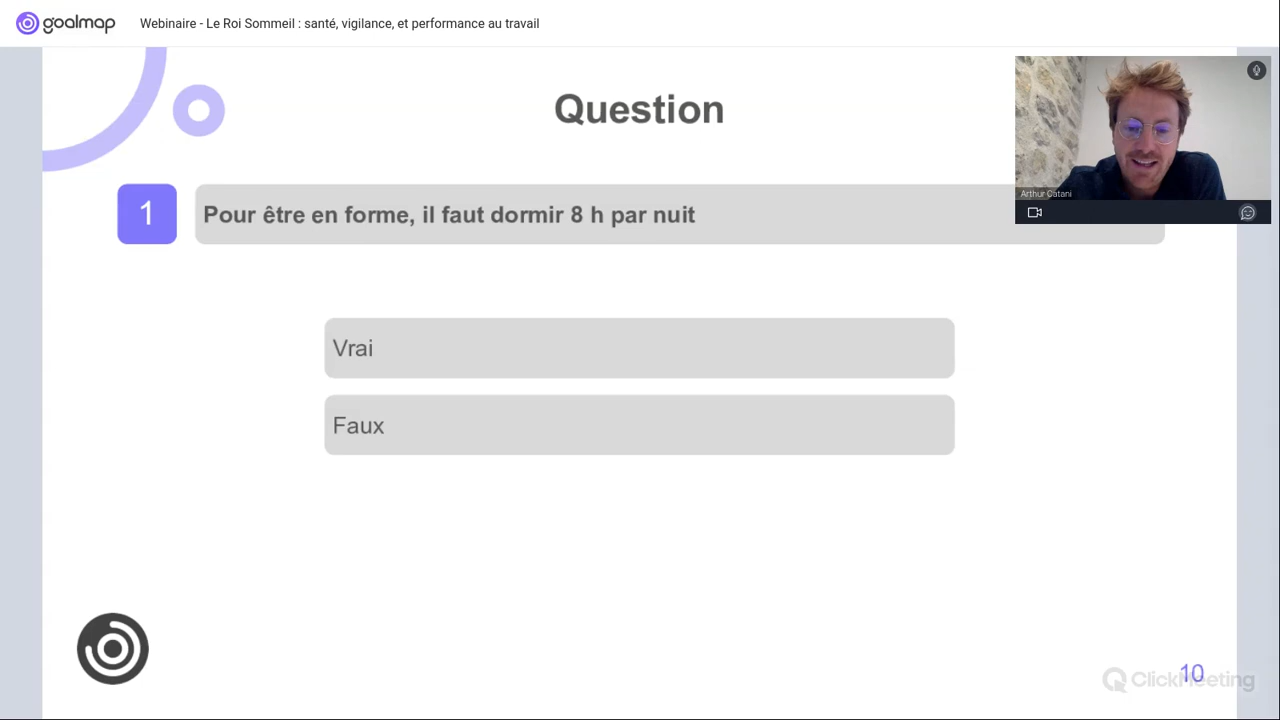 goalmap
Webinaire - Le Roi Sommeil : santé, vigilance, et performance au travail
Question
Arthur Catani
1
Pour être en forme, il faut dormir 8 h par nuit
Vrai
Faux
10
ClickMeeting